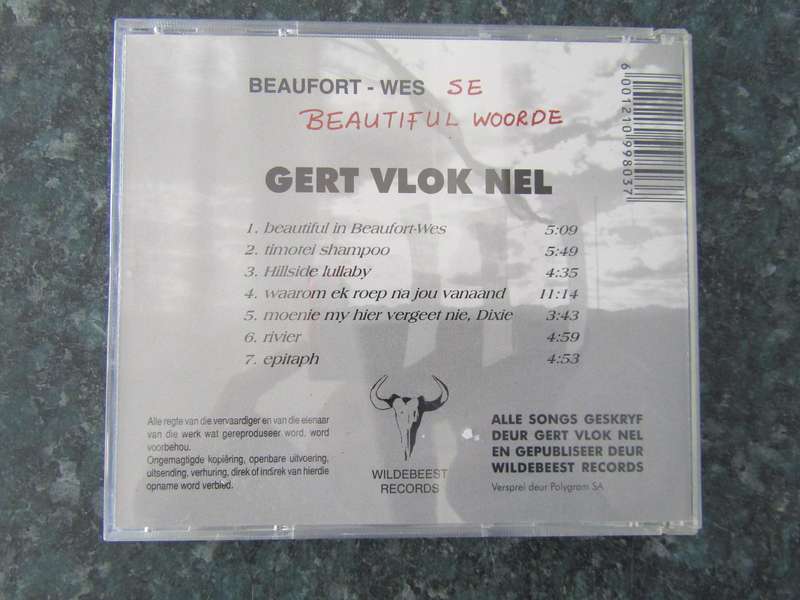 BEAUFORT - WES SE
BEAUTIFUL WOORDE
6 001210 998037
GERT VLOK NEL
1. beautiful in Beaufort-Wes 5:09
2. timotei shampoo 5:49
3. Hillside lullaby 4:35
4. waarom ek roep na jou vanaand 11:14
5. moenie my hier vergeet nie, Dixie 3:43
6. rivier 4:59
7. epitaph 4:53
Alle regte van die vervaardiger en van die eienaar
van die werk wat gereproduseer word, word
voorbehou.
Ongemagtigde kopiëring, openbare uitvoering,
uitsending, verhuring, direk of indirek van hierdie
opname word verbied.
WILDEBEEST
RECORDS
ALLE SONGS GESKRYF
DEUR GERT VLOK NEL
EN GEPUBLISEER DEUR
WILDEBEEST RECORDS
Versprei deur Polygram SA